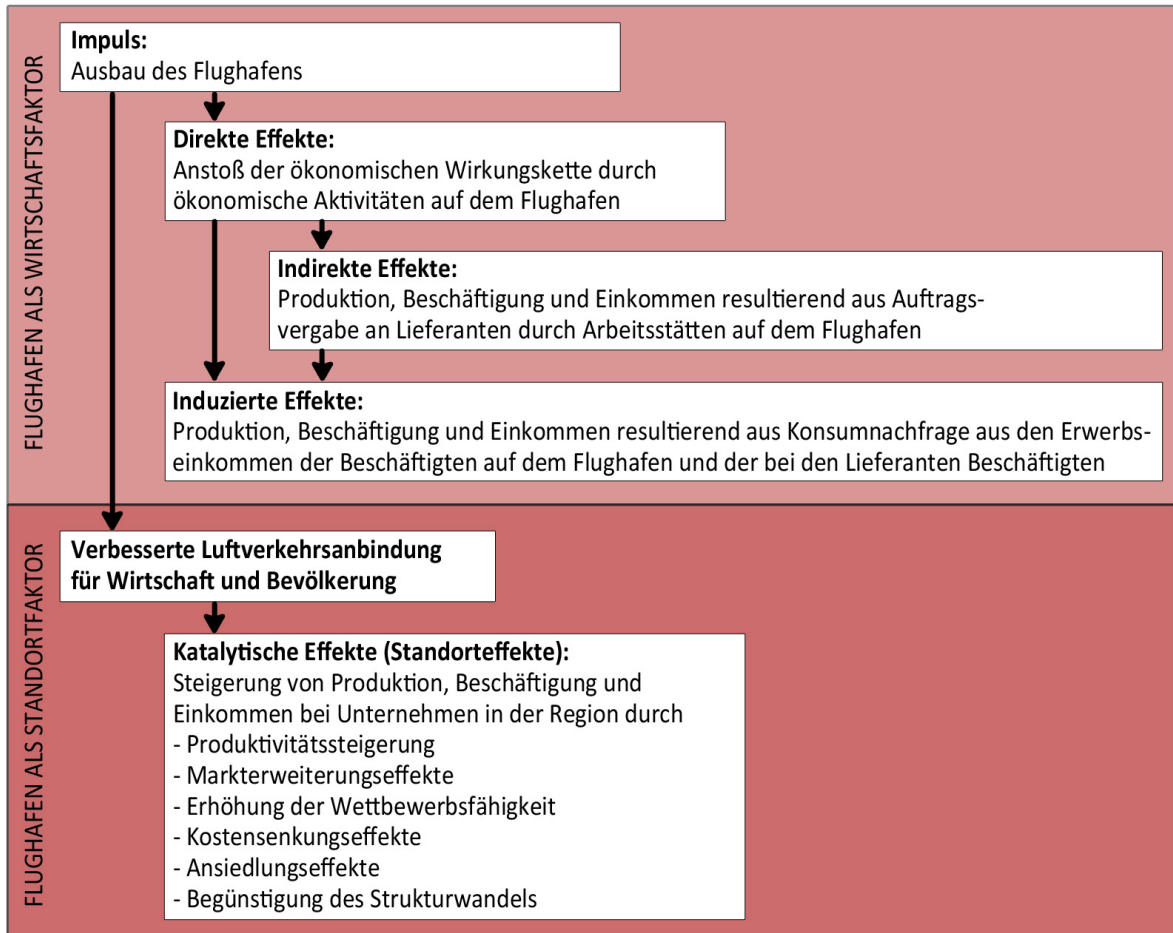 FLUGHAFEN ALS WIRTSCHAFTSFAKTOR
Impuls:
Ausbau des Flughafens
Direkte Effekte:
Anstoß der ökonomischen Wirkungskette durch
ökonomische Aktivitäten auf dem Flughafen
Indirekte Effekte:
Produktion, Beschäftigung und Einkommen resultierend aus Auftrags-
vergabe an Lieferanten durch Arbeitsstätten auf dem Flughafen
Induzierte Effekte:
Produktion, Beschäftigung und Einkommen resultierend aus Konsumnachfrage aus den Erwerbs-
einkommen der Beschäftigten auf dem Flughafen und der bei den Lieferanten Beschäftigten
FLUGHAFEN ALS STANDORTFAKTOR
Verbesserte Luftverkehrsanbindung
für Wirtschaft und Bevölkerung
Katalytische Effekte (Standorteffekte):
Steigerung von Produktion, Beschäftigung und
Einkommen bei Unternehmen in der Region durch
- Produktivitätssteigerung
- Markterweiterungseffekte
- Erhöhung der Wettbewerbsfähigkeit
- Kostensenkungseffekte
- Ansiedlungseffekte
- Begünstigung des Strukturwandels